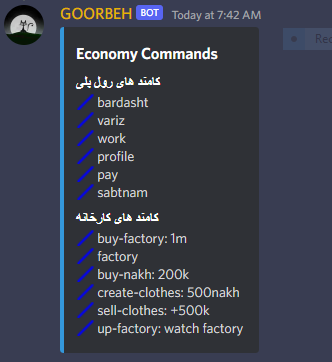 GOORBEH BOT Today at 7:42 AM
Economy Commands
کامند های رول پلی
bardasht
variz
work
profile
pay
sabtnam
کامند های کارخانه
buy-factory: 1m
factory
buy-nakh: 200k
create-clothes: 500nakh
sell-clothes: +500k
up-factory: watch factory